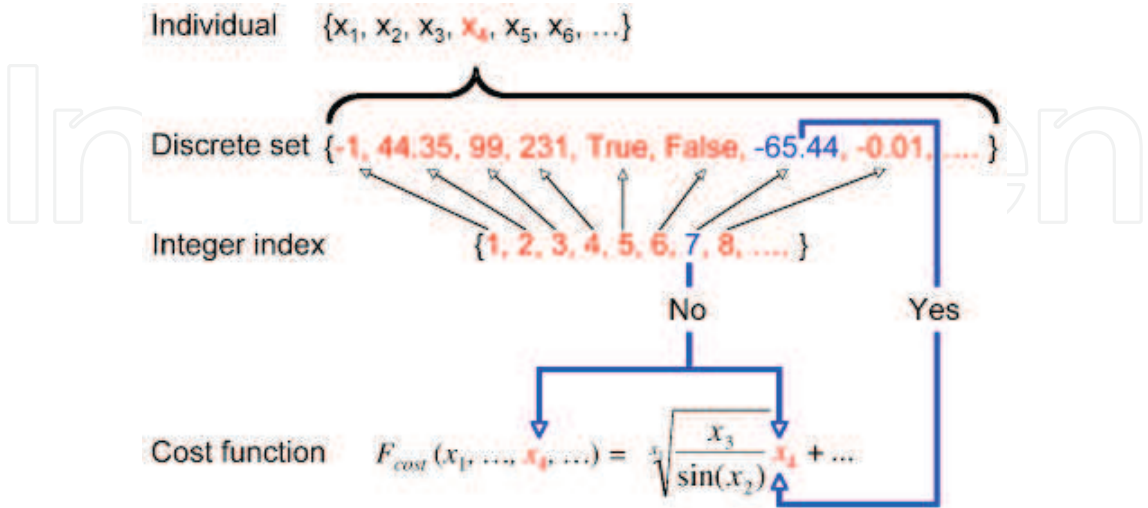 Individual {x₁, x₂, x₃, x₄, x₅, x₆, ...}
Discrete set {-1, 44.35, 99, 231, True, False, -65.44, -0.01, .... }
Integer index {1, 2, 3, 4, 5, 6, 7, 8, ...., }
No Yes
Cost function F_cost (x₁, ..., x₄, ...) = √ x₃ / sin(x₂) x₄ + ...